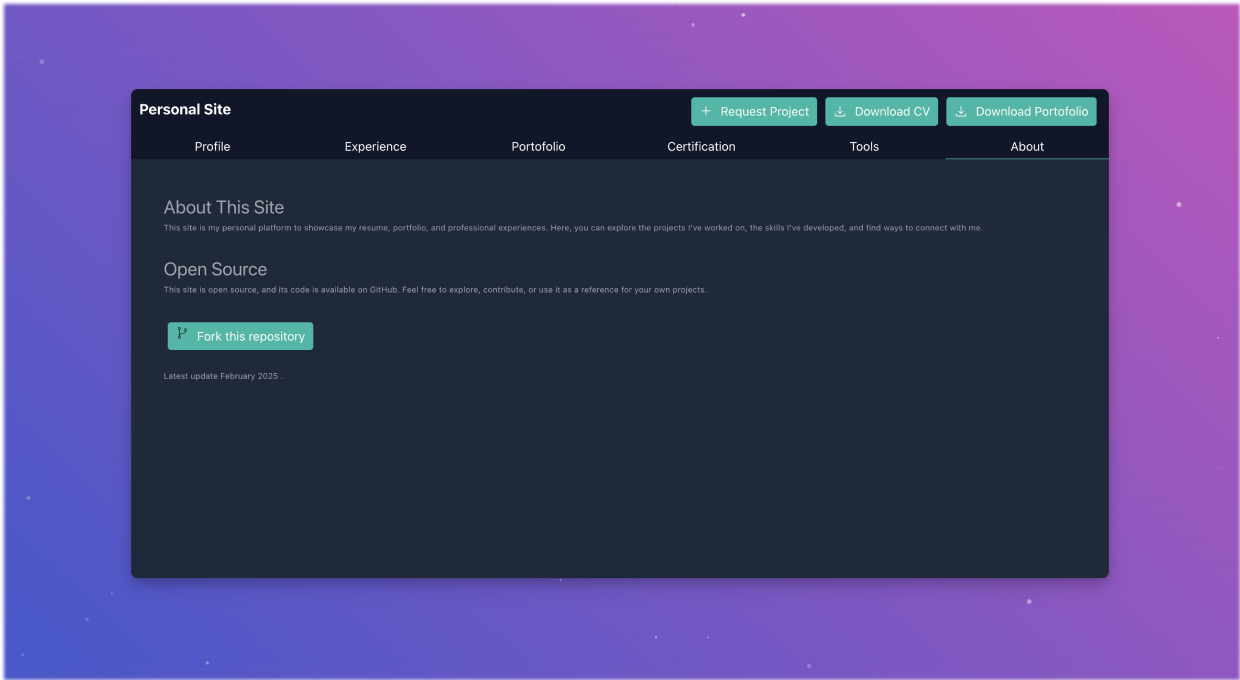 Personal Site
Request Project
Download CV
Download Portofolio
Profile
Experience
Portofolio
Certification
Tools
About
About This Site
This site is my personal platform to showcase my resume, portfolio, and professional experiences. Here, you can explore the projects I've worked on, the skills I've developed, and find ways to connect with me.
Open Source
This site is open source, and its code is available on GitHub. Feel free to explore, contribute, or use it as a reference for your own projects.
Fork this repository
Latest update February 2025 .